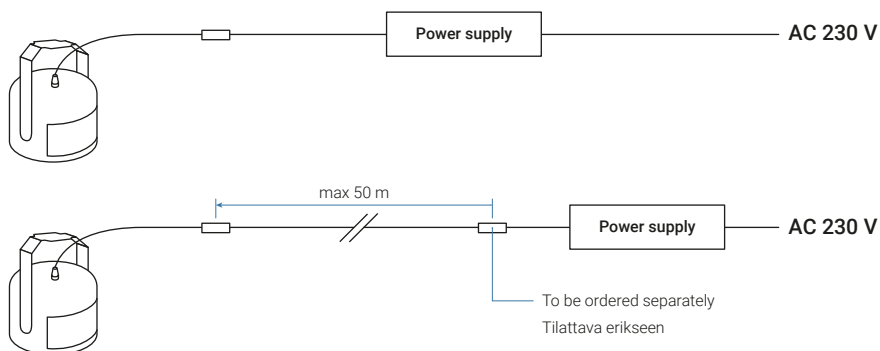 Power supply
AC 230 V
max 50 m
Power supply
AC 230 V
To be ordered separately
Tilattava erikseen